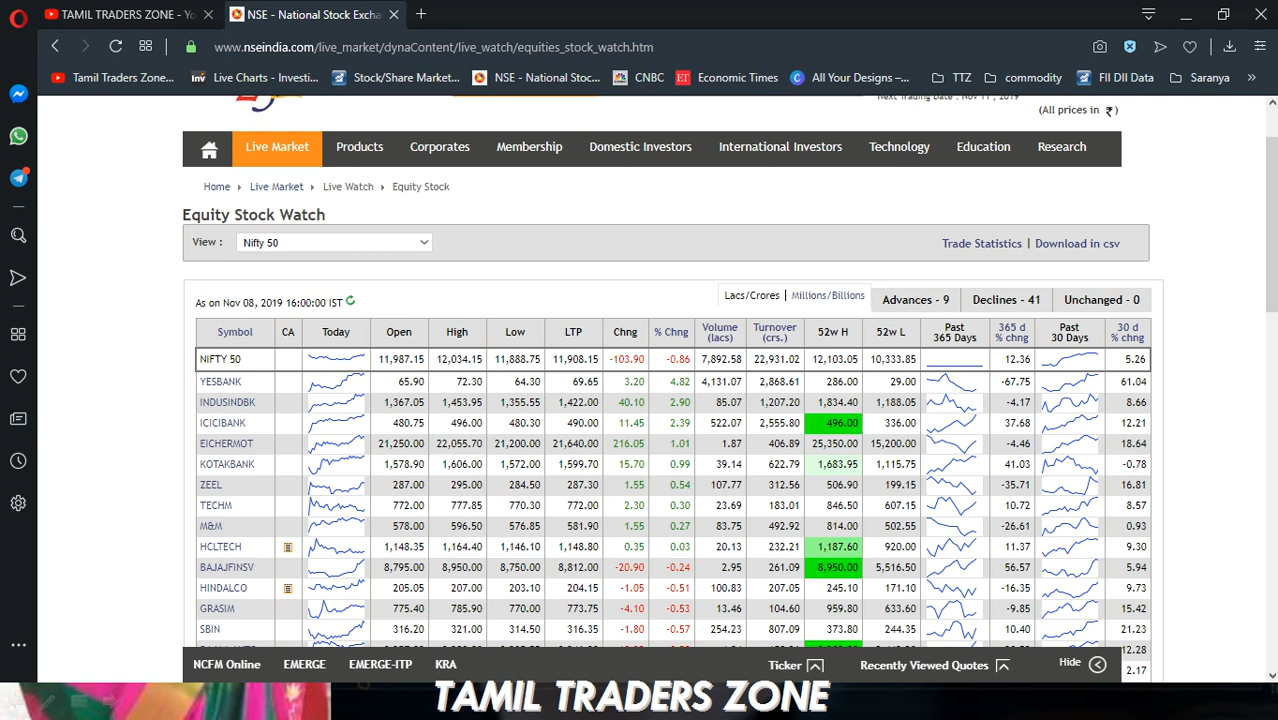 TAMIL TRADERS ZONE - Yo
NSE - National Stock Excha
www.nseindia.com/live_market/dynaContent/live_watch/equities_stock_watch.htm
Tamil Traders Zone... Live Charts - Investi... Stock/Share Market... NSE - National Stoc... CNBC Economic Times All Your Designs –... TTZ commodity FII DII Data Saranya »
Next Trading Date : Nov 11 , 2019
(All prices in ₹)
Live Market Products Corporates Membership Domestic Investors International Investors Technology Education Research
Home Live Market Live Watch Equity Stock
Equity Stock Watch
View : Nifty 50 Trade Statistics | Download in csv
As on Nov 08, 2019 16:00:00 IST Lacs/Crores | Millions/Billions Advances - 9 Declines - 41 Unchanged - 0
Symbol CA Today Open High Low LTP Chng % Chng Volume (lacs) Turnover (crs.) 52w H 52w L Past 365 Days 365 d % chng Past 30 Days 30 d % chng
NIFTY 50 11,987.15 12,034.15 11,888.75 11,908.15 -103.90 -0.86 7,892.58 22,931.02 12,103.05 10,333.85 12.36 5.26
YESBANK 65.90 72.30 64.30 69.65 3.20 4.82 4,131.07 2,868.61 286.00 29.00 -67.75 61.04
INDUSINDBK 1,367.05 1,453.95 1,355.55 1,422.00 40.10 2.90 85.07 1,207.20 1,834.40 1,188.05 -4.17 8.66
ICICIBANK 480.75 496.00 480.30 490.00 11.45 2.39 522.07 2,555.80 496.00 336.00 37.68 12.21
EICHERMOT 21,250.00 22,055.70 21,200.00 21,640.00 216.05 1.01 1.87 406.89 25,350.00 15,200.00 -4.46 18.64
KOTAKBANK 1,578.90 1,606.00 1,572.00 1,599.70 15.70 0.99 39.14 622.79 1,683.95 1,115.75 41.03 -0.78
ZEEL 287.00 295.00 284.50 287.30 1.55 0.54 107.77 312.56 506.90 199.15 -35.71 16.81
TECHM 772.00 777.85 770.30 772.00 2.30 0.30 23.69 183.01 846.50 607.15 10.72 8.57
M&M 578.00 596.50 576.85 581.90 1.55 0.27 83.75 492.92 814.00 502.55 -26.61 0.93
HCLTECH 1,148.35 1,164.40 1,146.10 1,148.80 0.35 0.03 20.13 232.21 1,187.60 920.00 11.37 9.30
BAJAJFINSV 8,795.00 8,950.00 8,750.00 8,812.00 -20.90 -0.24 2.95 261.09 8,950.00 5,516.50 56.57 5.94
HINDALCO 205.05 207.00 203.10 204.15 -1.05 -0.51 100.83 207.05 245.10 171.10 -16.35 9.73
GRASIM 775.40 785.90 770.00 773.75 -4.10 -0.53 13.46 104.60 959.80 633.60 -9.85 15.42
SBIN 316.20 321.00 314.50 316.35 -1.80 -0.57 254.23 807.09 373.80 244.35 10.40 21.23
12.28
NCFM Online EMERGE EMERGE-ITP KRA Ticker Recently Viewed Quotes Hide
2.17
TAMIL TRADERS ZONE